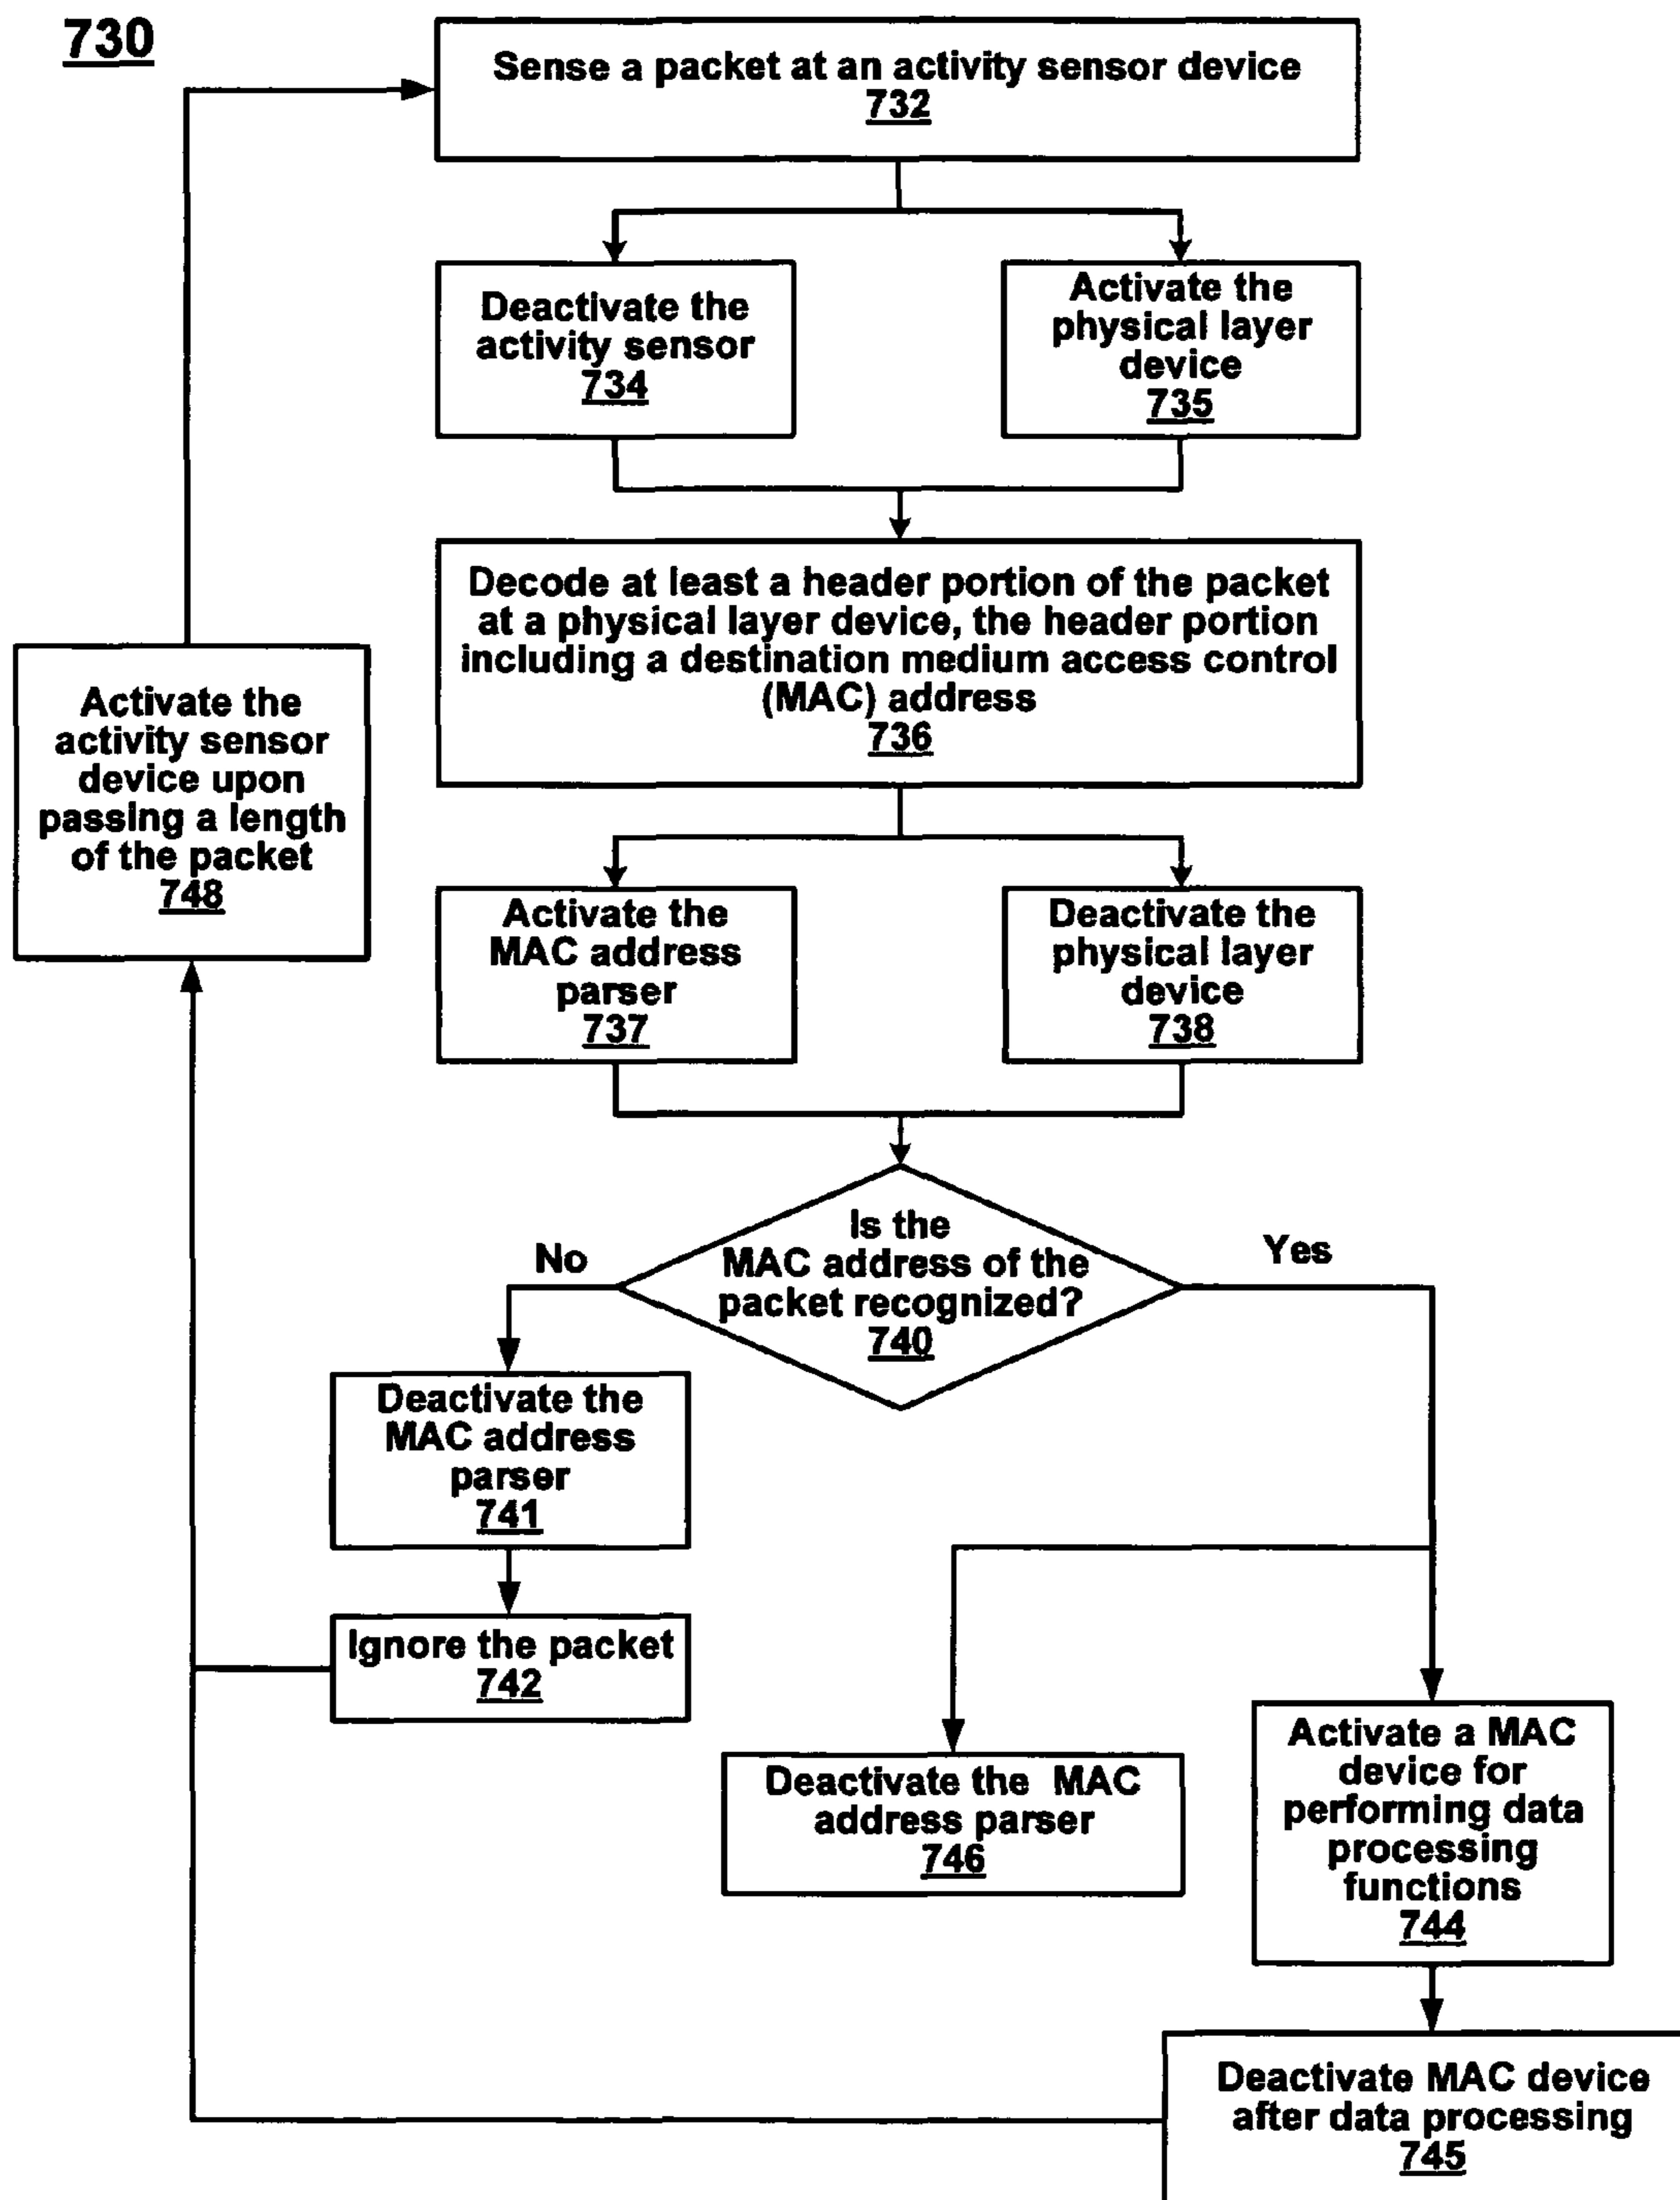 730
Sense a packet at an activity sensor device
732
Deactivate the
activity sensor
734
Activate the
physical layer
device
735
Decode at least a header portion of the packet
at a physical layer device, the header portion
including a destination medium access control
(MAC) address
736
Activate the
activity sensor
device upon
passing a length
of the packet
748
Activate the
MAC address
parser
737
Deactivate the
physical layer
device
738
Is the
MAC address of the
packet recognized?
740
No
Yes
Deactivate the
MAC address
parser
741
Ignore the packet
742
Deactivate the MAC
address parser
746
Activate a MAC
device for
performing data
processing
functions
744
Deactivate MAC device
after data processing
745